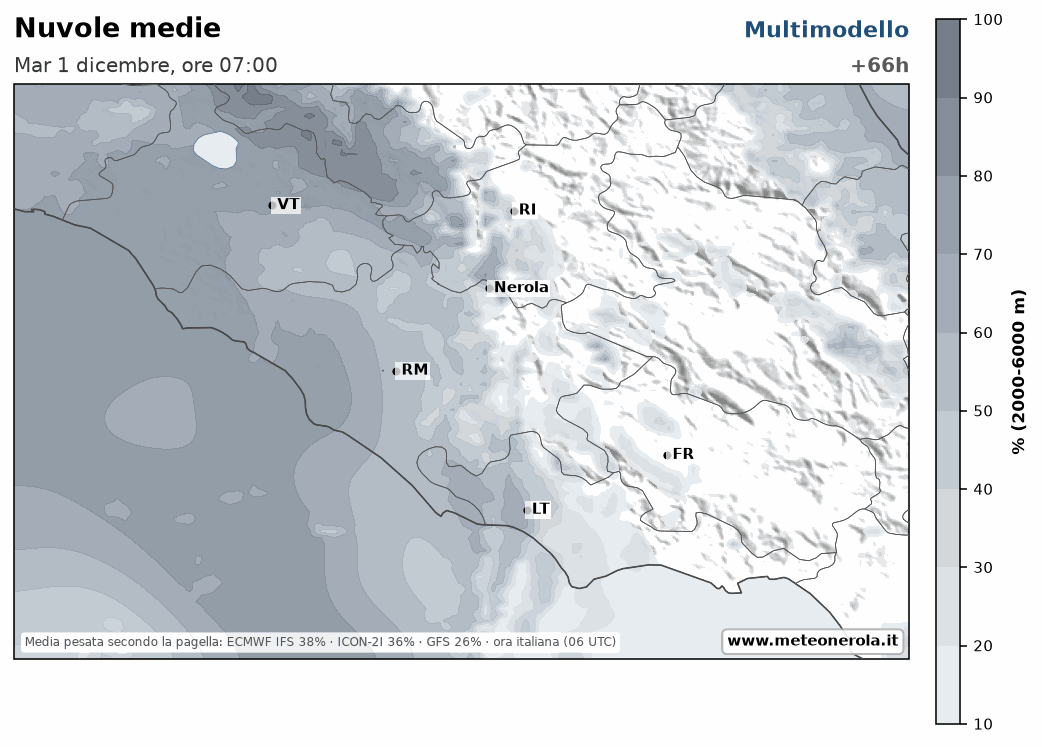 Nuvole medie
Multimodello
Mar 1 dicembre, ore 07:00
+66h
100
90
80
70
60
50
40
30
20
10
% (2000-6000 m)
VT
RI
Nerola
RM
FR
LT
Media pesata secondo la pagella: ECMWF IFS 38% · ICON-2I 36% · GFS 26% · ora italiana (06 UTC)
www.meteonerola.it